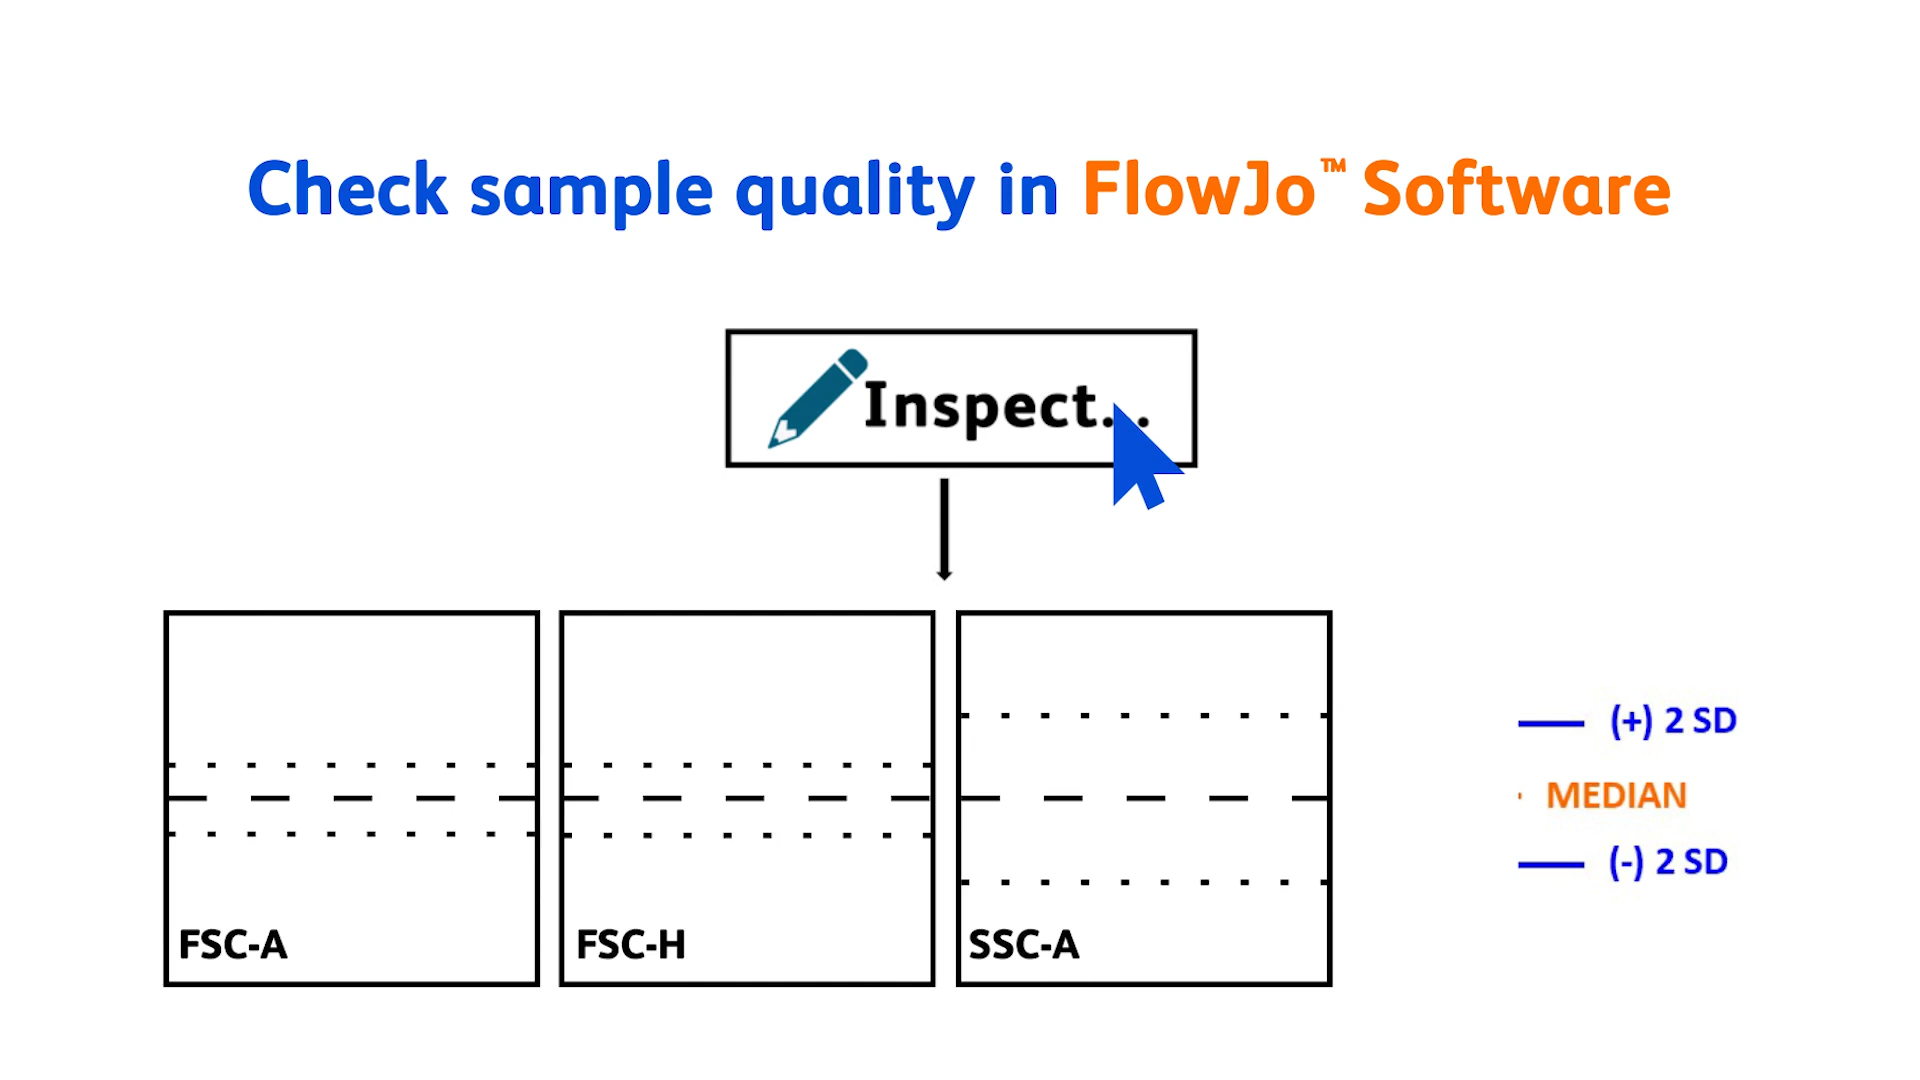 Check sample quality in FlowJo™ Software
Inspect...
FSC-A
FSC-H
SSC-A
(+) 2 SD
MEDIAN
(-) 2 SD